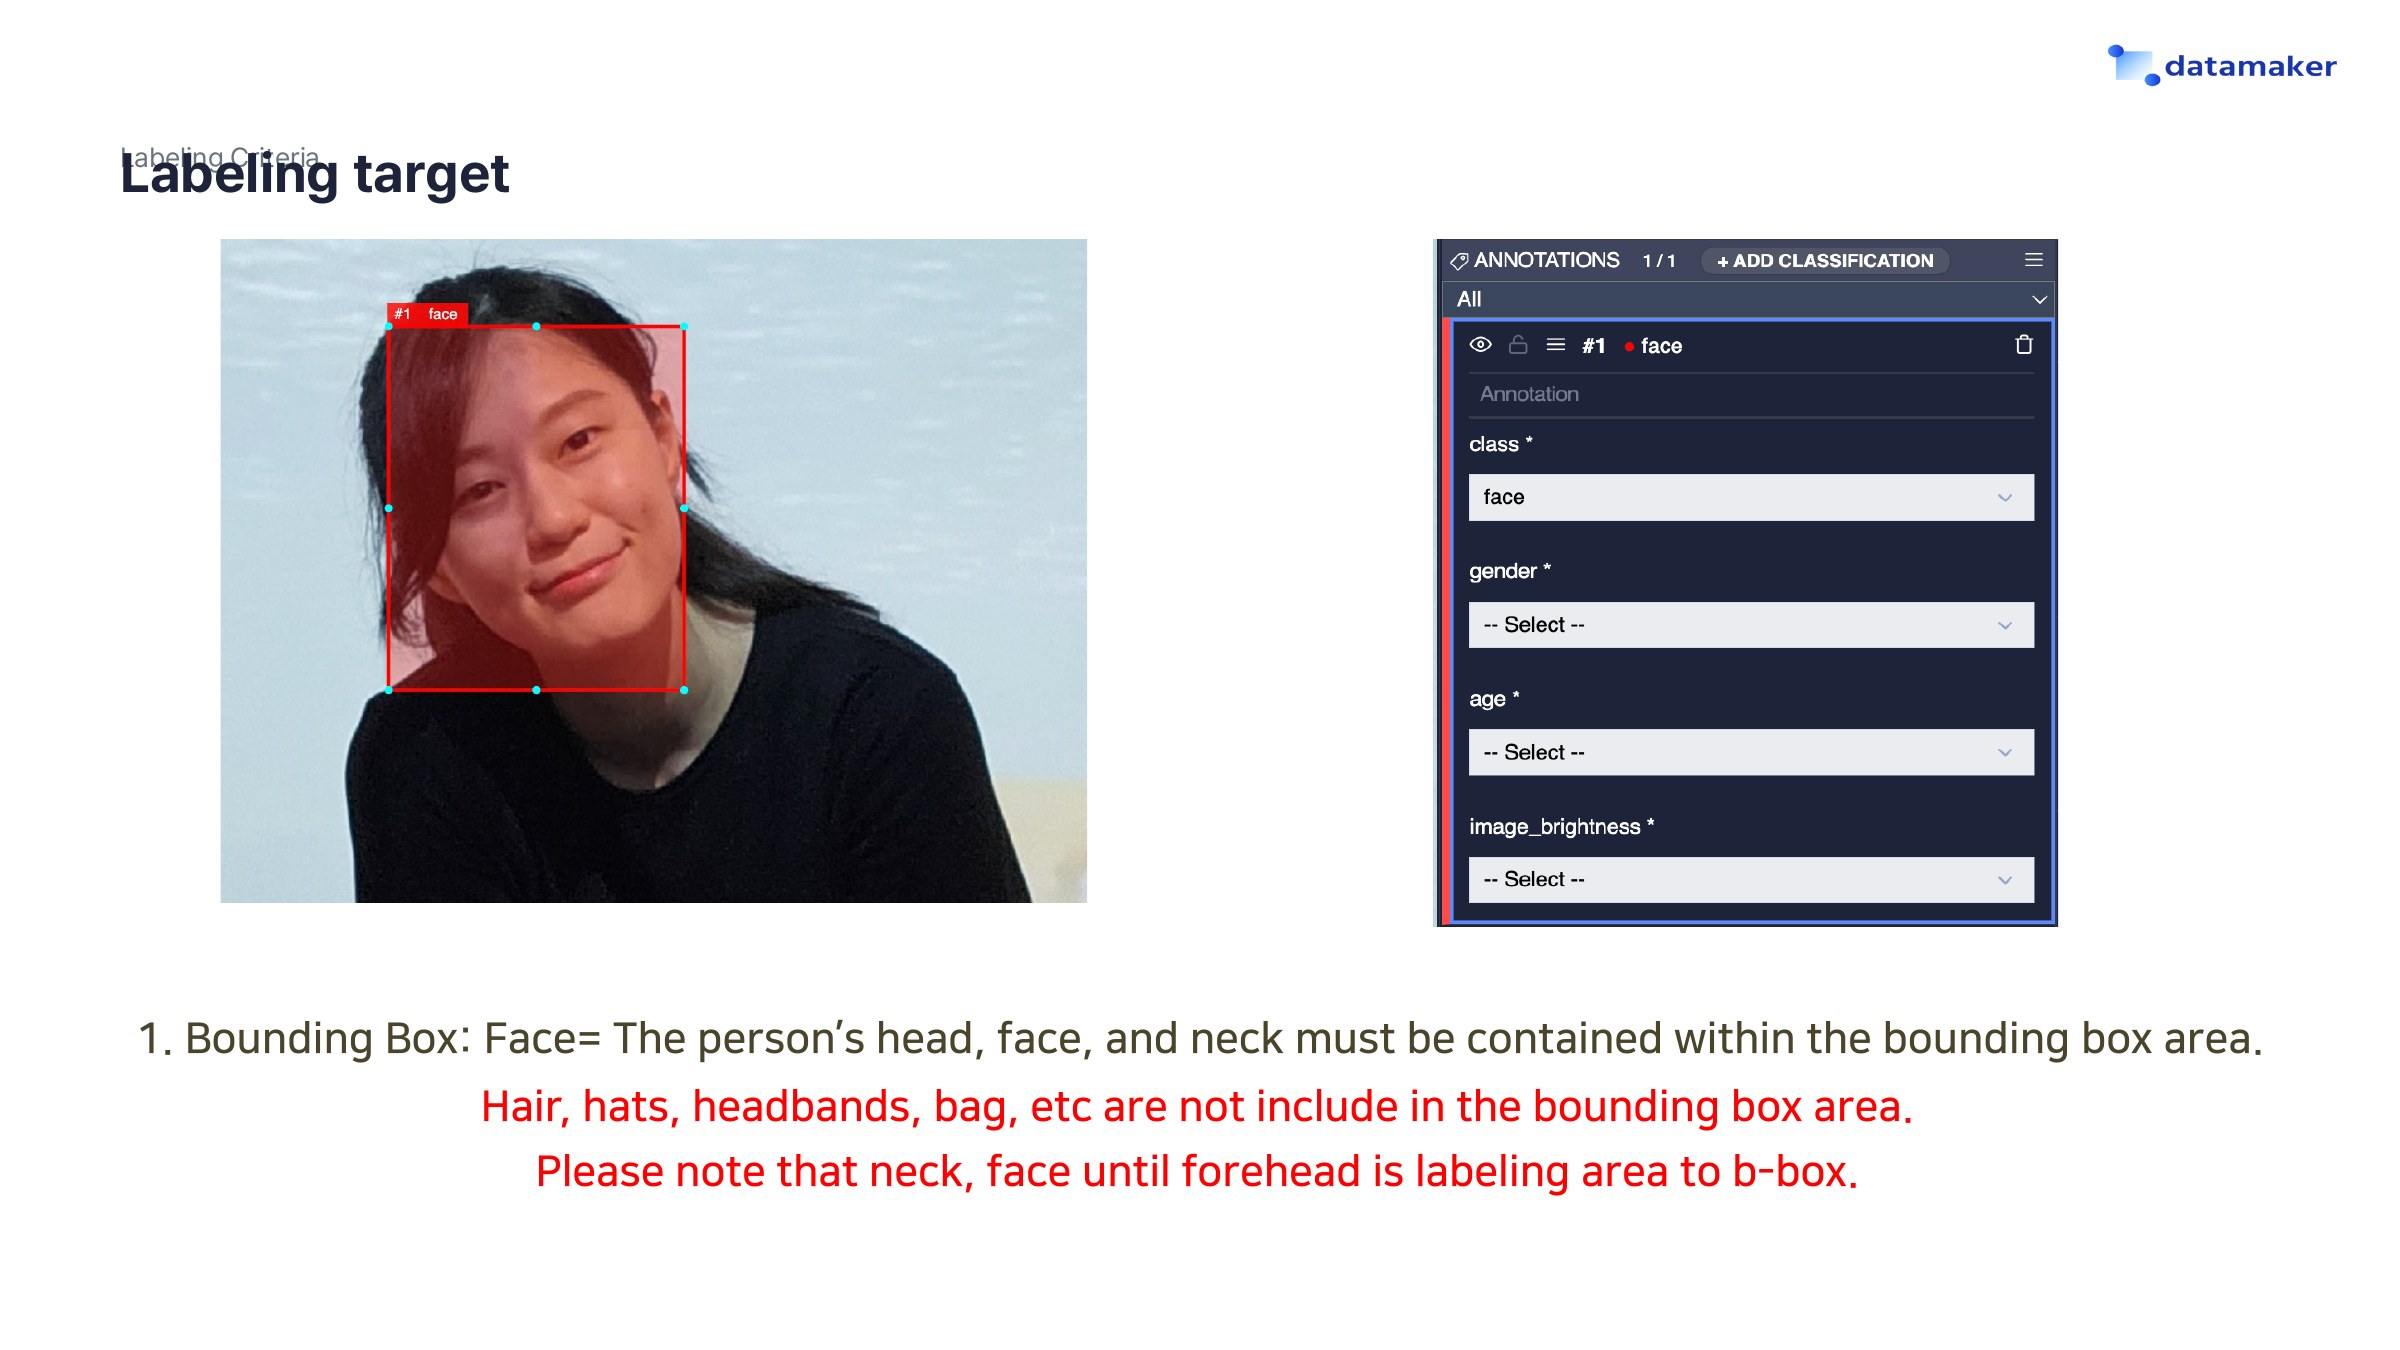 datamaker
Labeling Criteria
Labeling target
#1 face
ANNOTATIONS 1 / 1 + ADD CLASSIFICATION
All
#1 face
Annotation
class *
face
gender *
-- Select --
age *
-- Select --
image_brightness *
-- Select --
1. Bounding Box: Face= The person’s head, face, and neck must be contained within the bounding box area.
Hair, hats, headbands, bag, etc are not include in the bounding box area.
Please note that neck, face until forehead is labeling area to b-box.